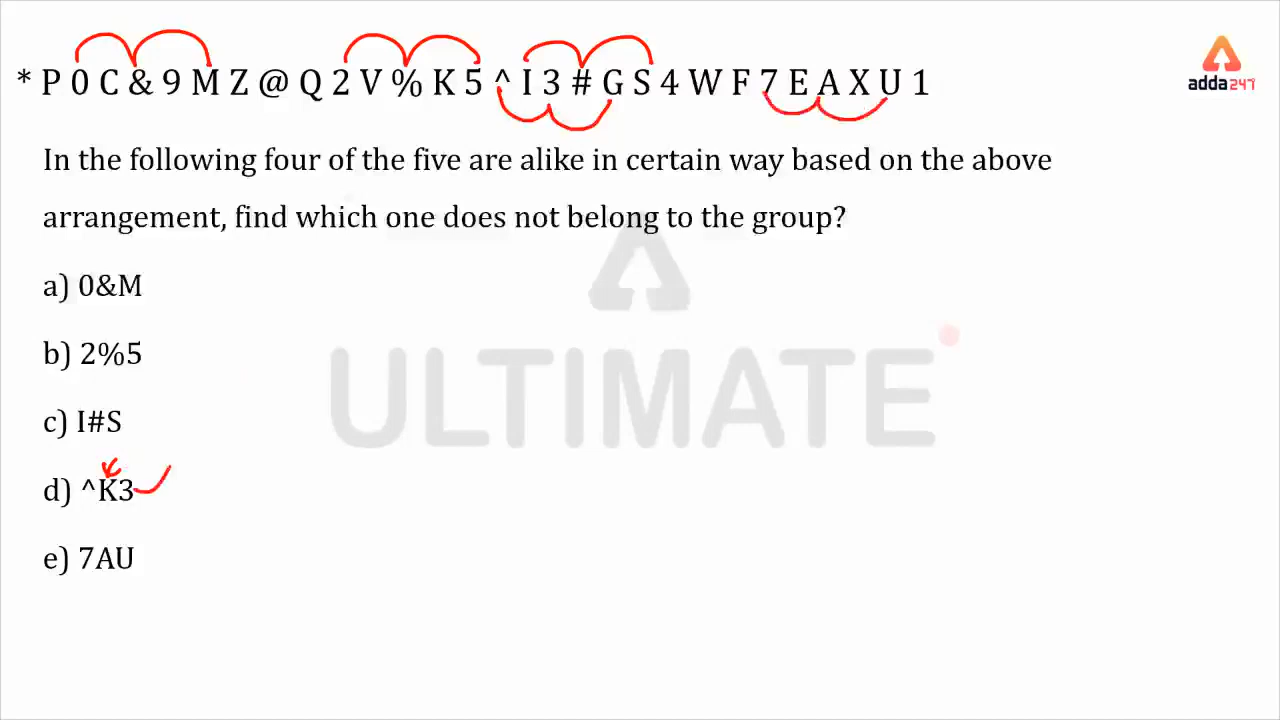 * P 0 C & 9 M Z @ Q 2 V % K 5 ^ I 3 # G S 4 W F 7 E A X U 1
adda247
In the following four of the five are alike in certain way based on the above
arrangement, find which one does not belong to the group?
a) 0&M
b) 2%5
c) I#S
d) ^K3
e) 7AU
ULTIMATE